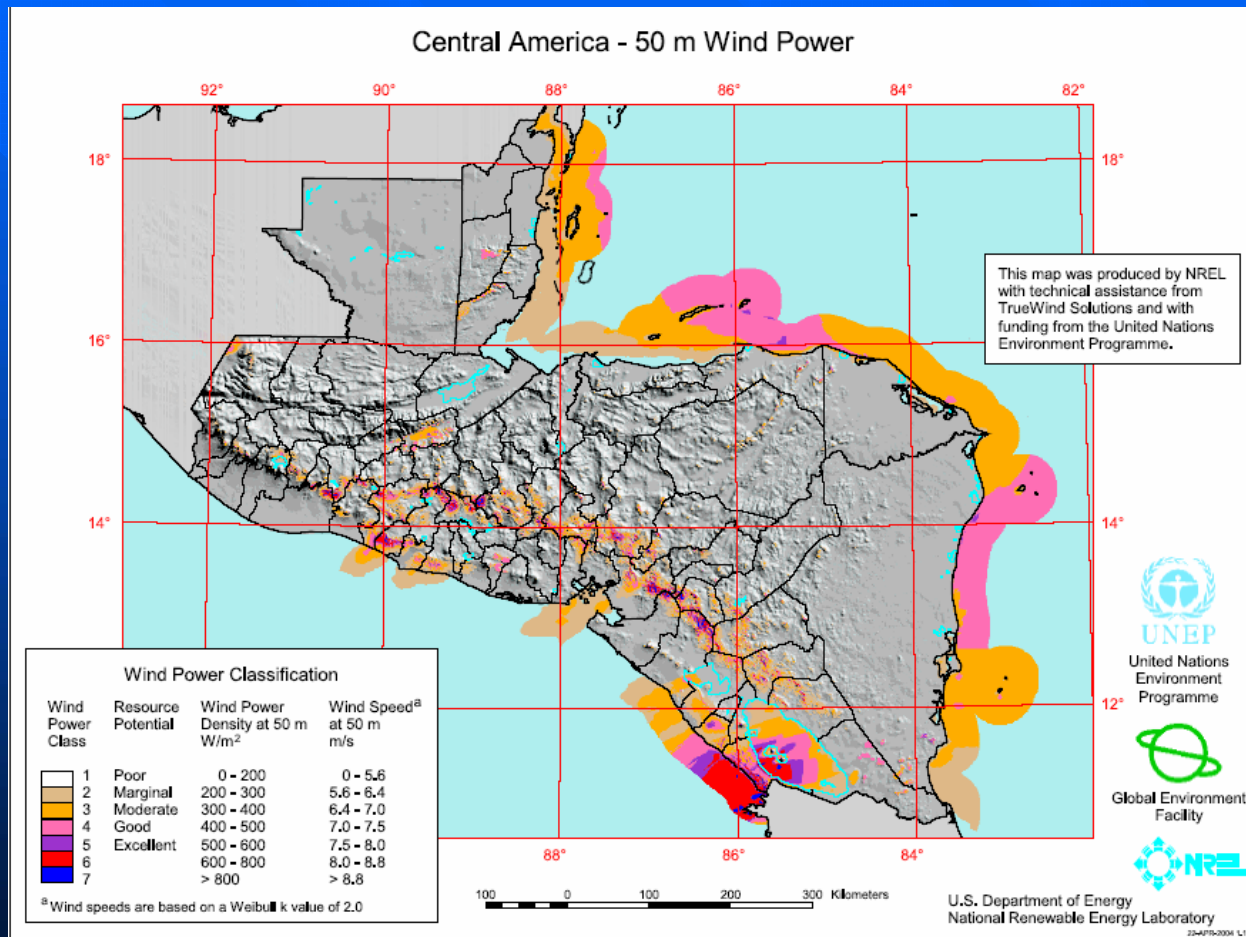 Central America - 50 m Wind Power
92° 90° 88° 86° 84° 82°
18° 18°
This map was produced by NREL
with technical assistance from
TrueWind Solutions and with
funding from the United Nations
Environment Programme.
16° 16°
14° 14°
UNEP
United Nations
Environment
Programme
12° 12°
Global Environment
Facility
Wind Power Classification
Wind Power Class Resource Potential Wind Power Density at 50 m W/m² Wind Speedᵃ at 50 m m/s
1 Poor 0 - 200 0 - 5.6
2 Marginal 200 - 300 5.6 - 6.4
3 Moderate 300 - 400 6.4 - 7.0
4 Good 400 - 500 7.0 - 7.5
5 Excellent 500 - 600 7.5 - 8.0
6 600 - 800 8.0 - 8.8
7 > 800 > 8.8
ᵃ Wind speeds are based on a Weibull k value of 2.0
88° 86° 84°
100 0 100 200 300 Kilometers
NREL
U.S. Department of Energy
National Renewable Energy Laboratory